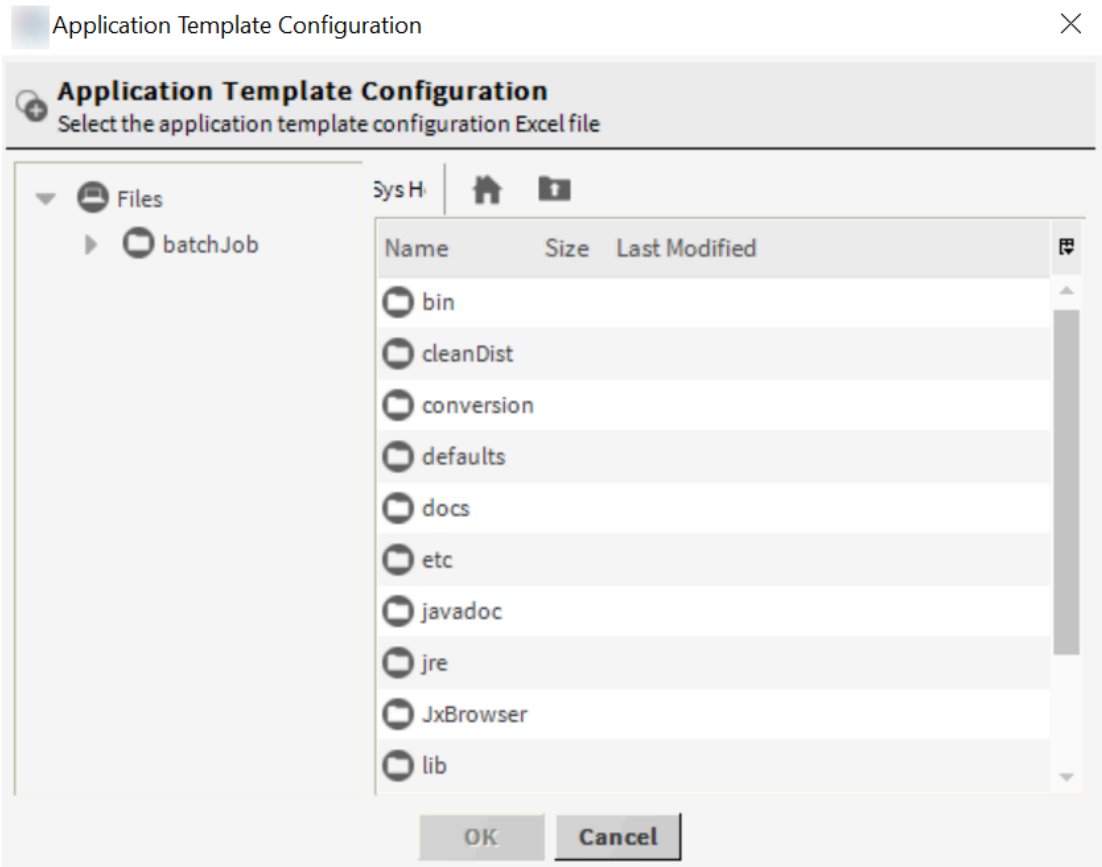 Application Template Configuration
Application Template Configuration
Select the application template configuration Excel file
Files
batchJob
Sys H
Name Size Last Modified
bin
cleanDist
conversion
defaults
docs
etc
javadoc
jre
JxBrowser
lib
OK Cancel